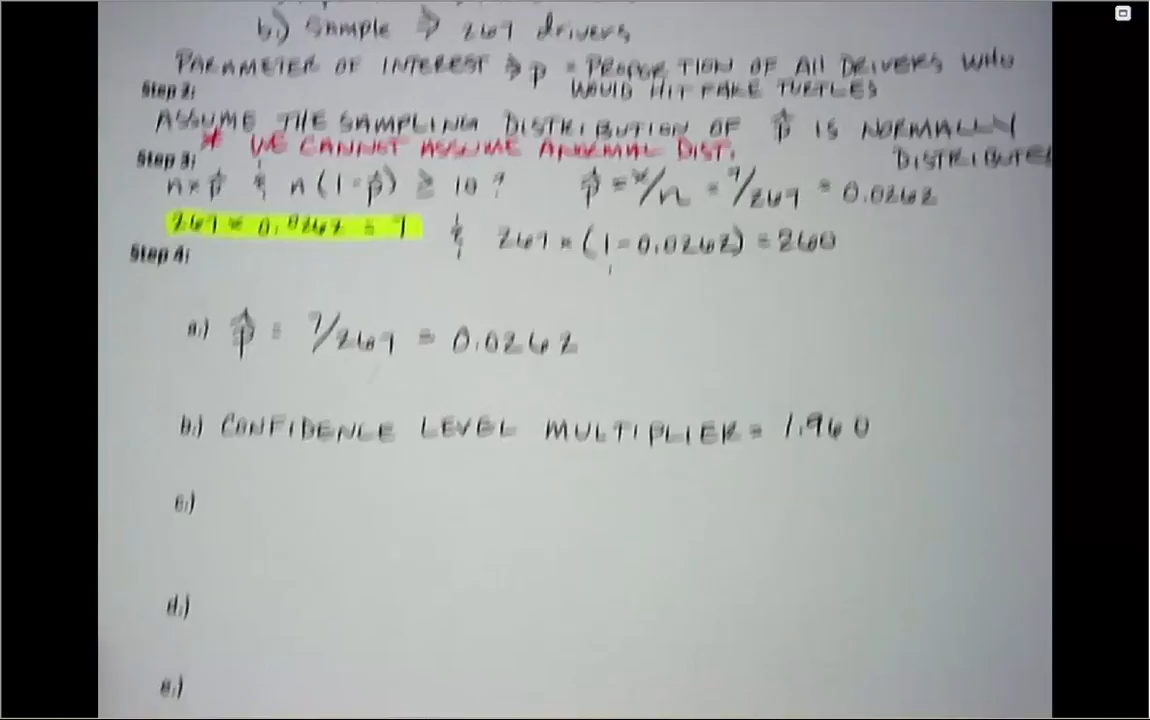 b.) Sample → 267 drivers
PARAMETER OF INTEREST → p = PROPORTION OF All DRIVERS WHO
WOULD HIT FAKE TURTLES
Step 2:
ASSUME THE SAMPLING DISTRIBUTION OF p̂ IS NORMALLY
DISTRIBUTED
* WE CANNOT ASSUME A NORMAL DIST.
Step 3:
n × p̂ & n(1-p̂) ≥ 10 ? p̂ = x/n = 7/267 = 0.0262
267 × 0.0262 = 7 & 267 × (1-0.0262) = 260
Step 4:
a.) p̂ = 7/267 = 0.0262
b.) CONFIDENCE LEVEL MULTIPLIER = 1.960
c.)
d.)
e.)